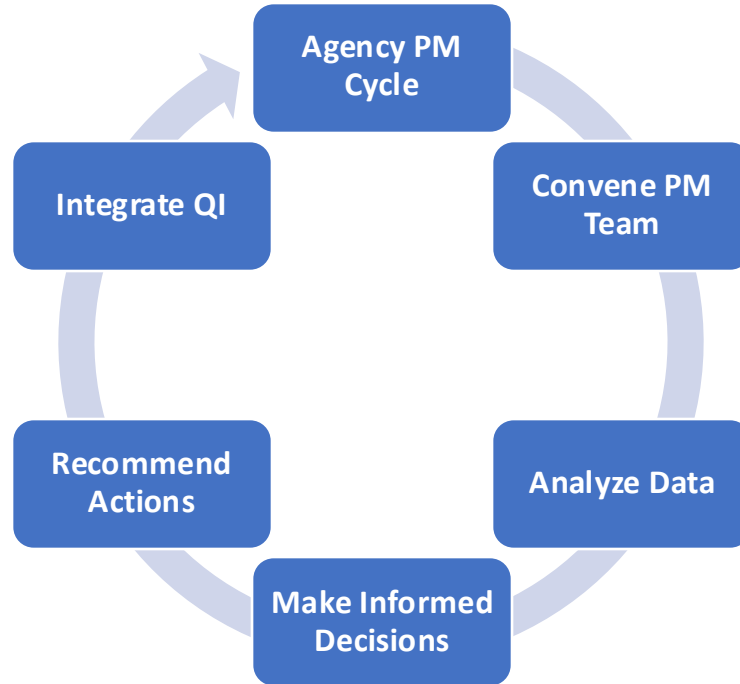 Agency PM
Cycle
Convene PM
Team
Analyze Data
Make Informed
Decisions
Recommend
Actions
Integrate QI